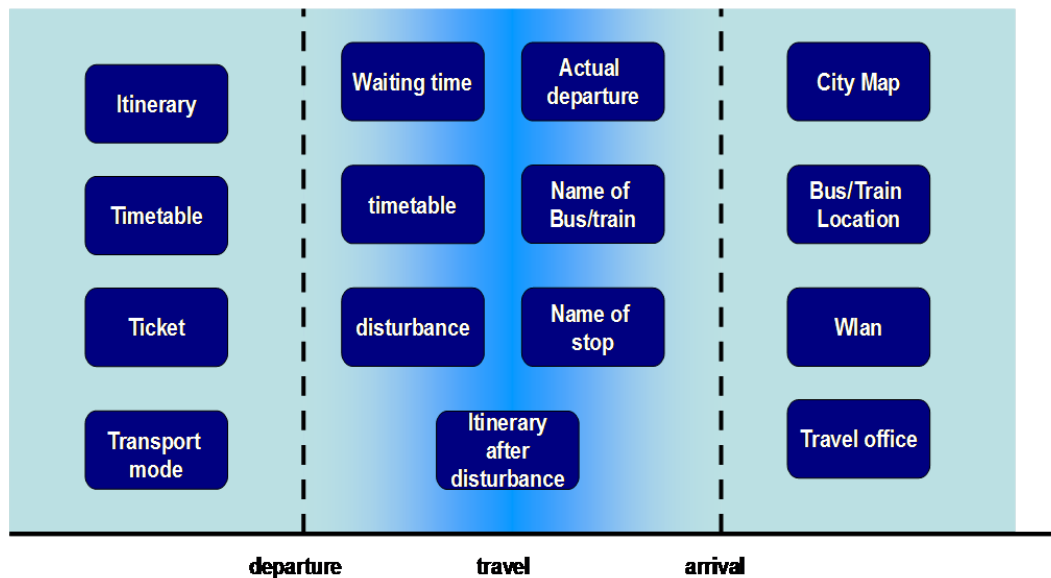 Itinerary
Timetable
Ticket
Transport
mode
Waiting time
timetable
disturbance
Actual
departure
Name of
Bus/train
Name of
stop
Itinerary
after
disturbance
City Map
Bus/Train
Location
Wlan
Travel office
departure
travel
arrival